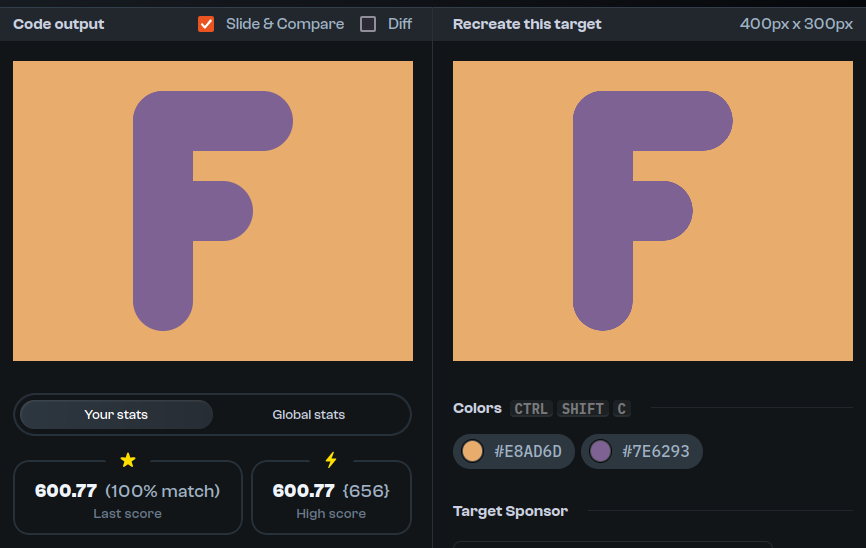 Code output Slide & Compare Diff Recreate this target 400px x 300px
F F
Your stats Global stats
Colors CTRL SHIFT C
#E8AD6D #7E6293
600.77 (100% match) 600.77 {656}
Last score High score
Target Sponsor